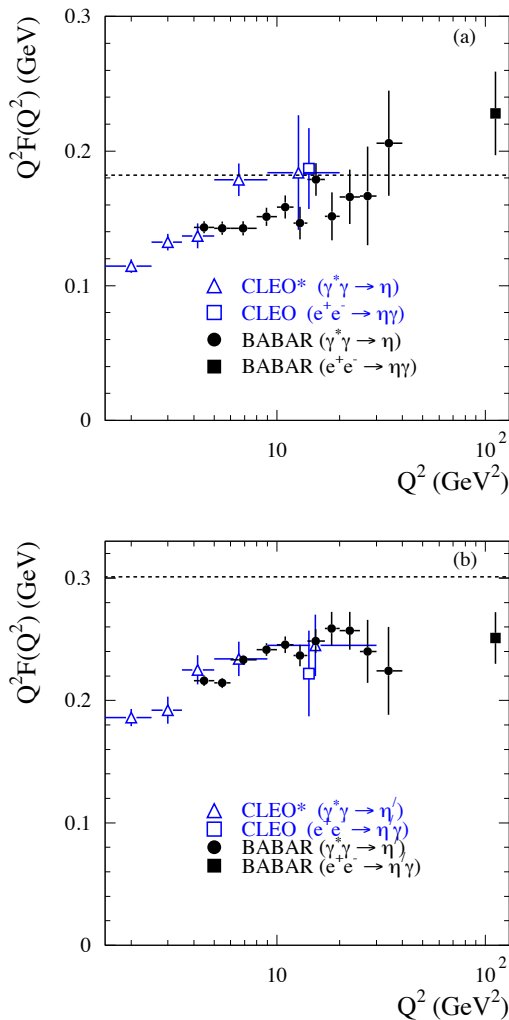 (a)
Q²F(Q²) (GeV)
0.3
0.2
0.1
0
CLEO* (γ*γ → η)
CLEO (e⁺e⁻ → ηγ)
BABAR (γ*γ → η)
BABAR (e⁺e⁻ → ηγ)
10
10²
Q² (GeV²)
(b)
Q²F(Q²) (GeV)
0.3
0.2
0.1
0
CLEO* (γ*γ → η′)
CLEO (e⁺e⁻ → η′γ)
BABAR (γ*γ → η′)
BABAR (e⁺e⁻ → η′γ)
10
10²
Q² (GeV²)